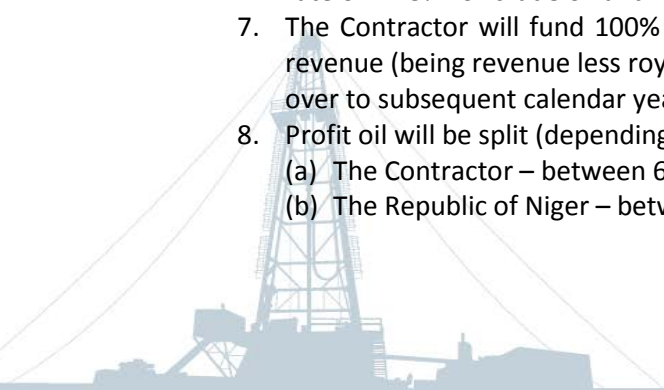 7. The Contractor will fund 100%
revenue (being revenue less roy
over to subsequent calendar yea
8. Profit oil will be split (depending
(a) The Contractor – between 6
(b) The Republic of Niger – betw